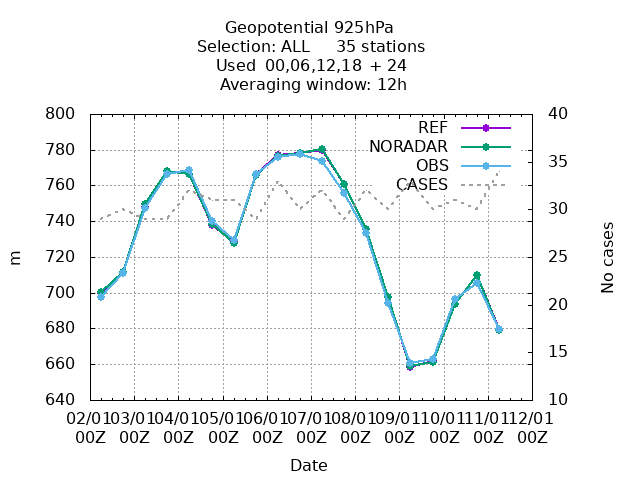 Geopotential 925hPa
Selection: ALL 35 stations
Used 00,06,12,18 + 24
Averaging window: 12h
800
780
760
740
720
700
680
660
640
m
40
35
30
25
20
15
10
No cases
REF
NORADAR
OBS
CASES
02/01 03/01 04/01 05/01 06/01 07/01 08/01 09/01 10/01 11/01 12/01
00Z 00Z 00Z 00Z 00Z 00Z 00Z 00Z 00Z 00Z 00Z
Date